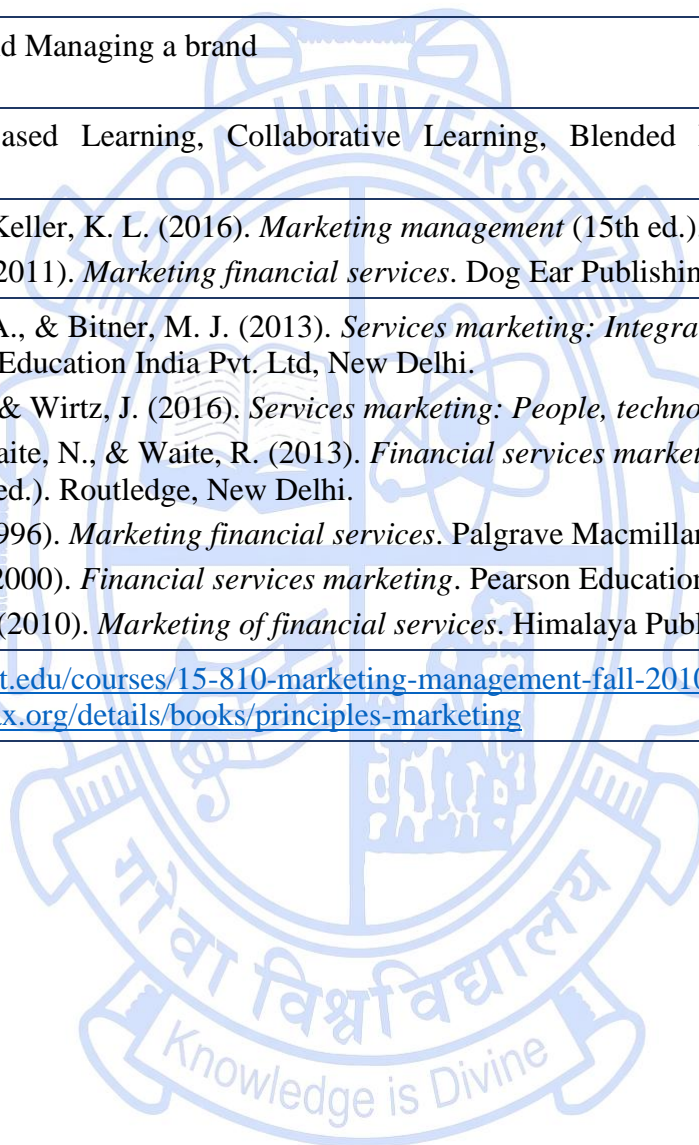 d Managing a brand
ased Learning, Collaborative Learning, Blended
Keller, K. L. (2016). Marketing management (15th ed.)
2011). Marketing financial services. Dog Ear Publishin
A., & Bitner, M. J. (2013). Services marketing: Integra
Education India Pvt. Ltd, New Delhi.
& Wirtz, J. (2016). Services marketing: People, techno
aite, N., & Waite, R. (2013). Financial services market
ed.). Routledge, New Delhi.
996). Marketing financial services. Palgrave Macmillan
2000). Financial services marketing. Pearson Education
(2010). Marketing of financial services. Himalaya Publ
t.edu/courses/15-810-marketing-management-fall-2010
ax.org/details/books/principles-marketing
GOA UNIVERSITY
गोंवा विश्वविद्यालय
Knowledge is Divine